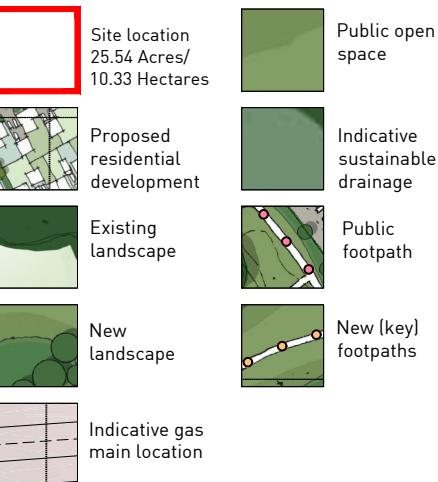 Site location
25.54 Acres/
10.33 Hectares
Proposed
residential
development
Existing
landscape
New
landscape
Indicative gas
main location
Public open
space
Indicative
sustainable
drainage
Public
footpath
New (key)
footpaths